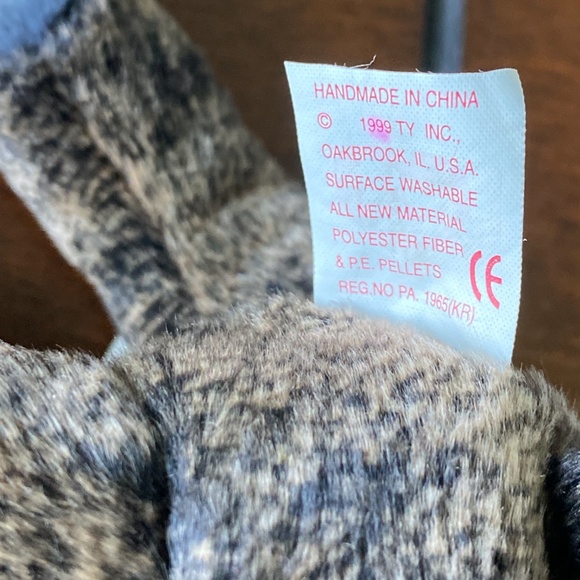 HANDMADE IN CHINA
© 1999 TY INC.,
OAKBROOK, IL, U.S.A.
SURFACE WASHABLE
ALL NEW MATERIAL
POLYESTER FIBER
& P.E. PELLETS CE
REG.NO PA. 1965(KR)